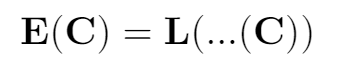 E(C) = L(...(C))